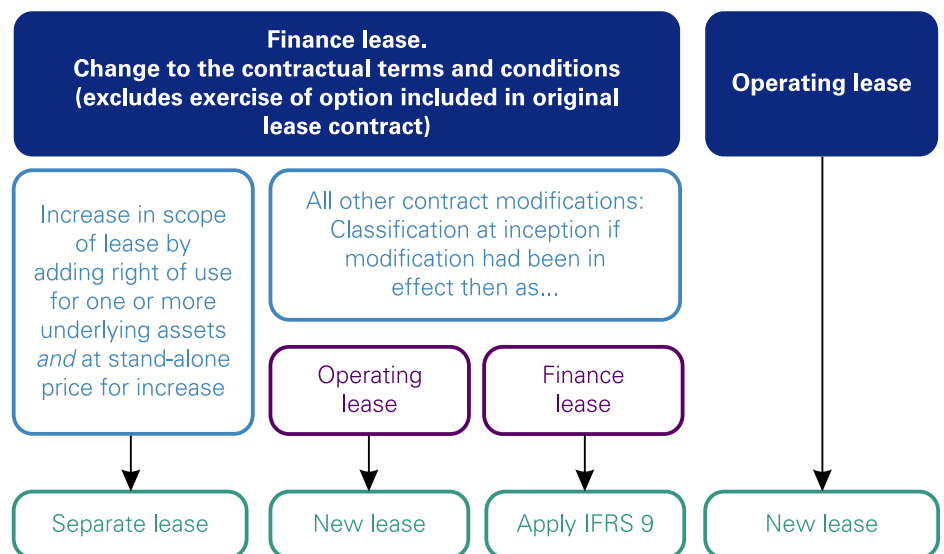 Finance lease.
Change to the contractual terms and conditions
(excludes exercise of option included in original
lease contract)
Operating lease
Increase in scope
of lease by
adding right of use
for one or more
underlying assets
and at stand-alone
price for increase
All other contract modifications:
Classification at inception if
modification had been in
effect then as...
Operating
lease
Finance
lease
Separate lease
New lease
Apply IFRS 9
New lease